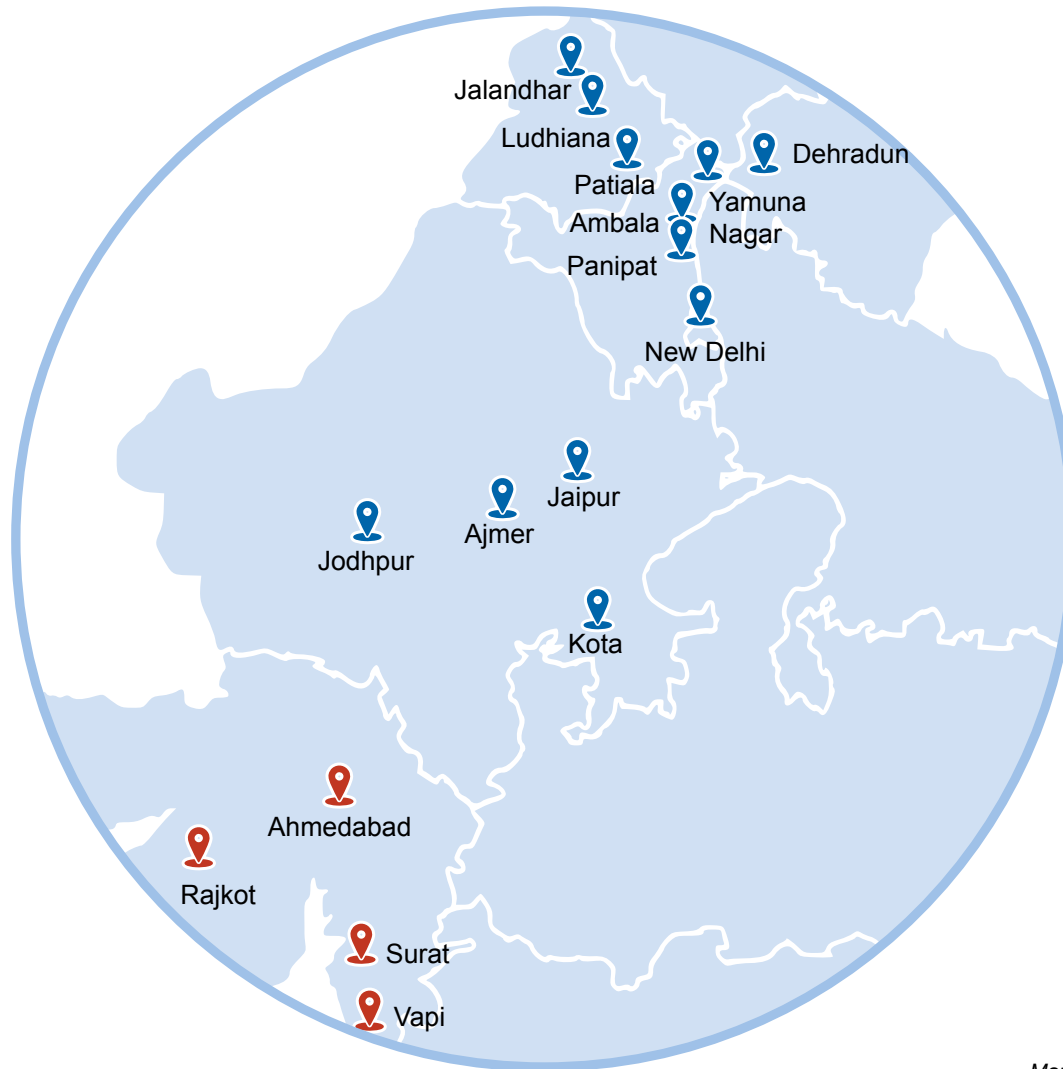 Jalandhar
Ludhiana
Dehradun
Patiala
Yamuna
Nagar
Ambala
Panipat
New Delhi
Jaipur
Ajmer
Jodhpur
Kota
Ahmedabad
Rajkot
Surat
Vapi